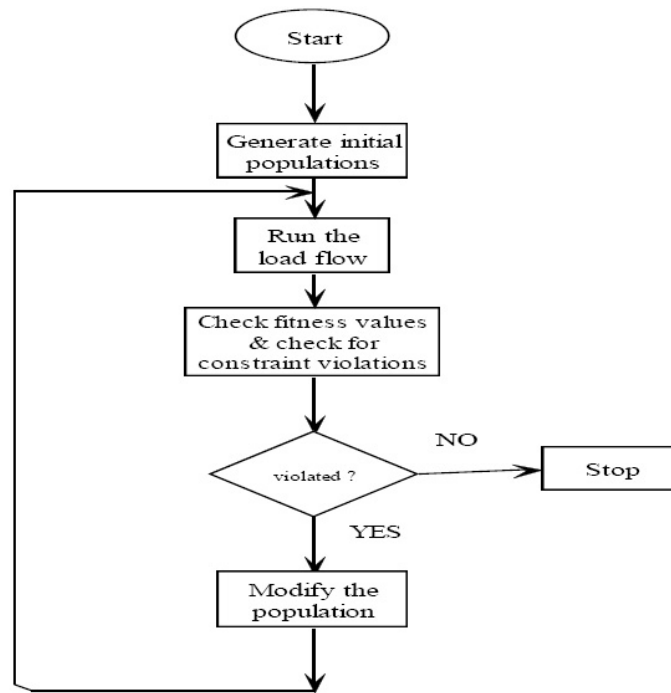 Start
Generate initial
populations
Run the
load flow
Check fitness values
& check for
constraint violations
violated ?
NO
Stop
YES
Modify the
population